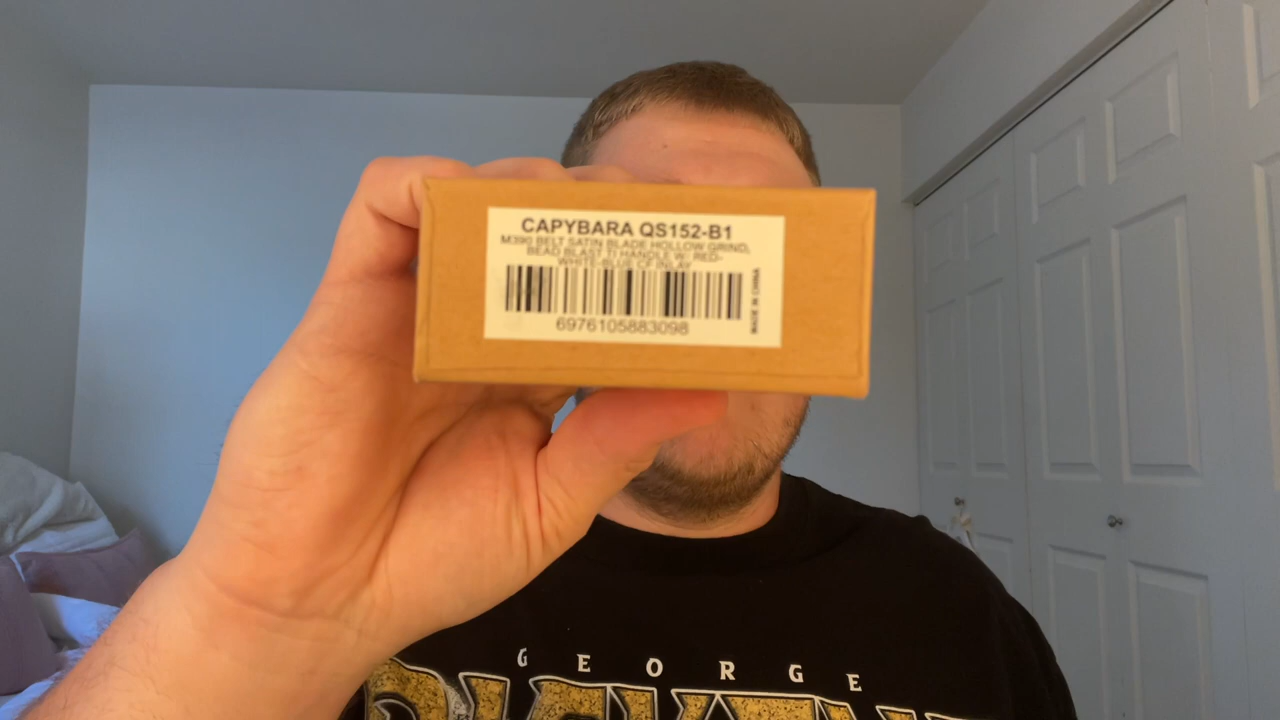 CAPYBARA QS152-B1
M390 BELT SATIN BLADE HOLLOW GRIND,
BEAD BLAST TI HANDLE W/ RED-
WHITE-BLUE CF INLAY
6976105883098
MADE IN CHINA
GEORGE